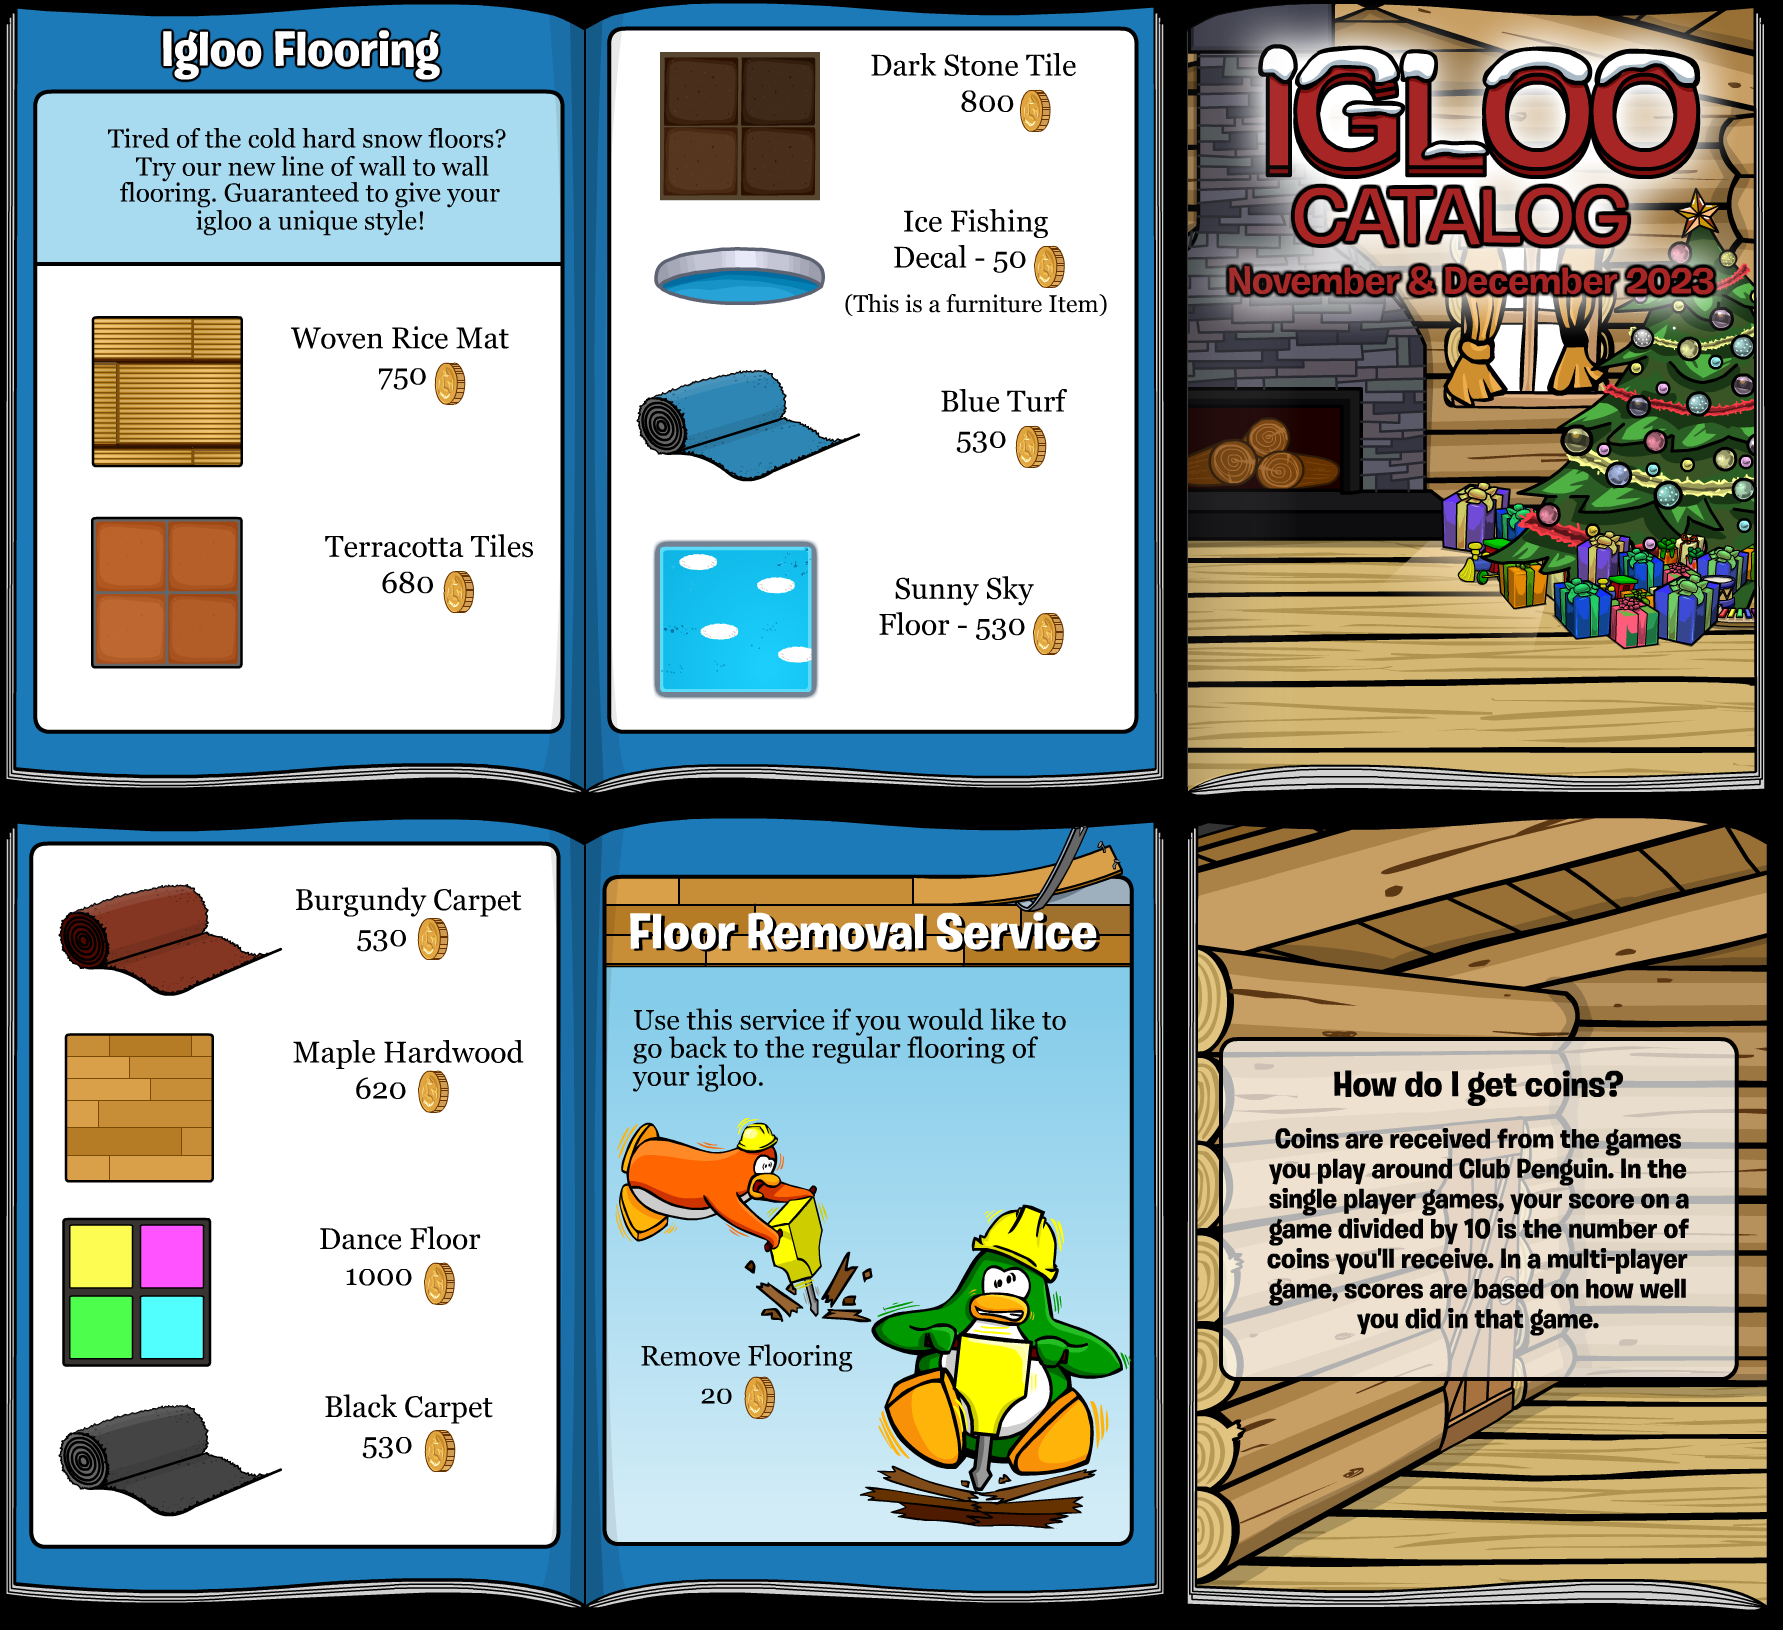 Igloo Flooring
Tired of the cold hard snow floors?
Try our new line of wall to wall
flooring. Guaranteed to give your
igloo a unique style!
Woven Rice Mat
750
Terracotta Tiles
680
Dark Stone Tile
800
Ice Fishing
Decal - 50
(This is a furniture Item)
Blue Turf
530
Sunny Sky
Floor - 530
IGLOO
CATALOG
November & December 2023
Burgundy Carpet
530
Maple Hardwood
620
Dance Floor
1000
Black Carpet
530
Floor Removal Service
Use this service if you would like to
go back to the regular flooring of
your igloo.
Remove Flooring
20
How do I get coins?
Coins are received from the games
you play around Club Penguin. In the
single player games, your score on a
game divided by 10 is the number of
coins you'll receive. In a multi-player
game, scores are based on how well
you did in that game.